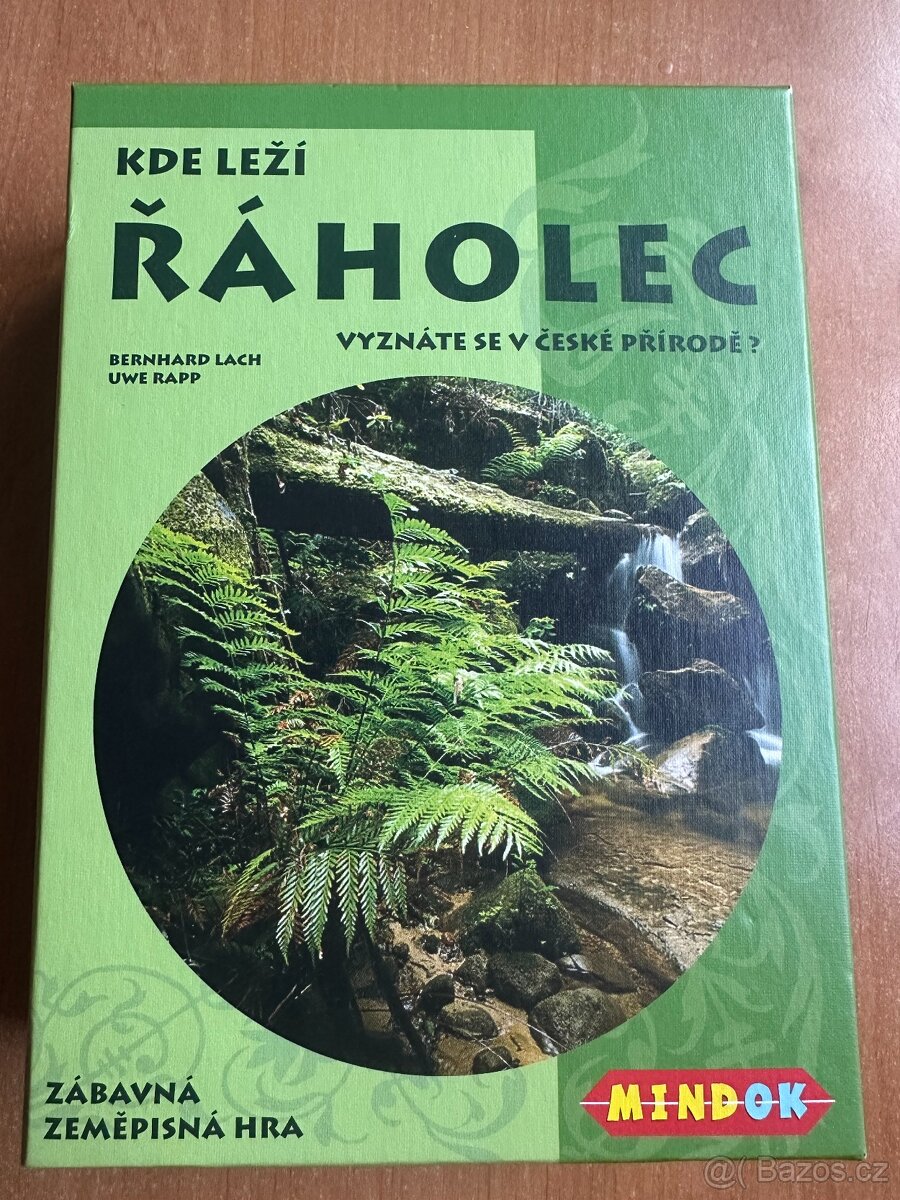 KDE LEŽÍ
ŘÁHOLEC
VYZNÁTE SE V ČESKÉ PŘÍRODĚ?
BERNHARD LACH
UWE RAPP
ZÁBAVNÁ
ZEMĚPISNÁ HRA
MINDOK
@( Bazos.cz